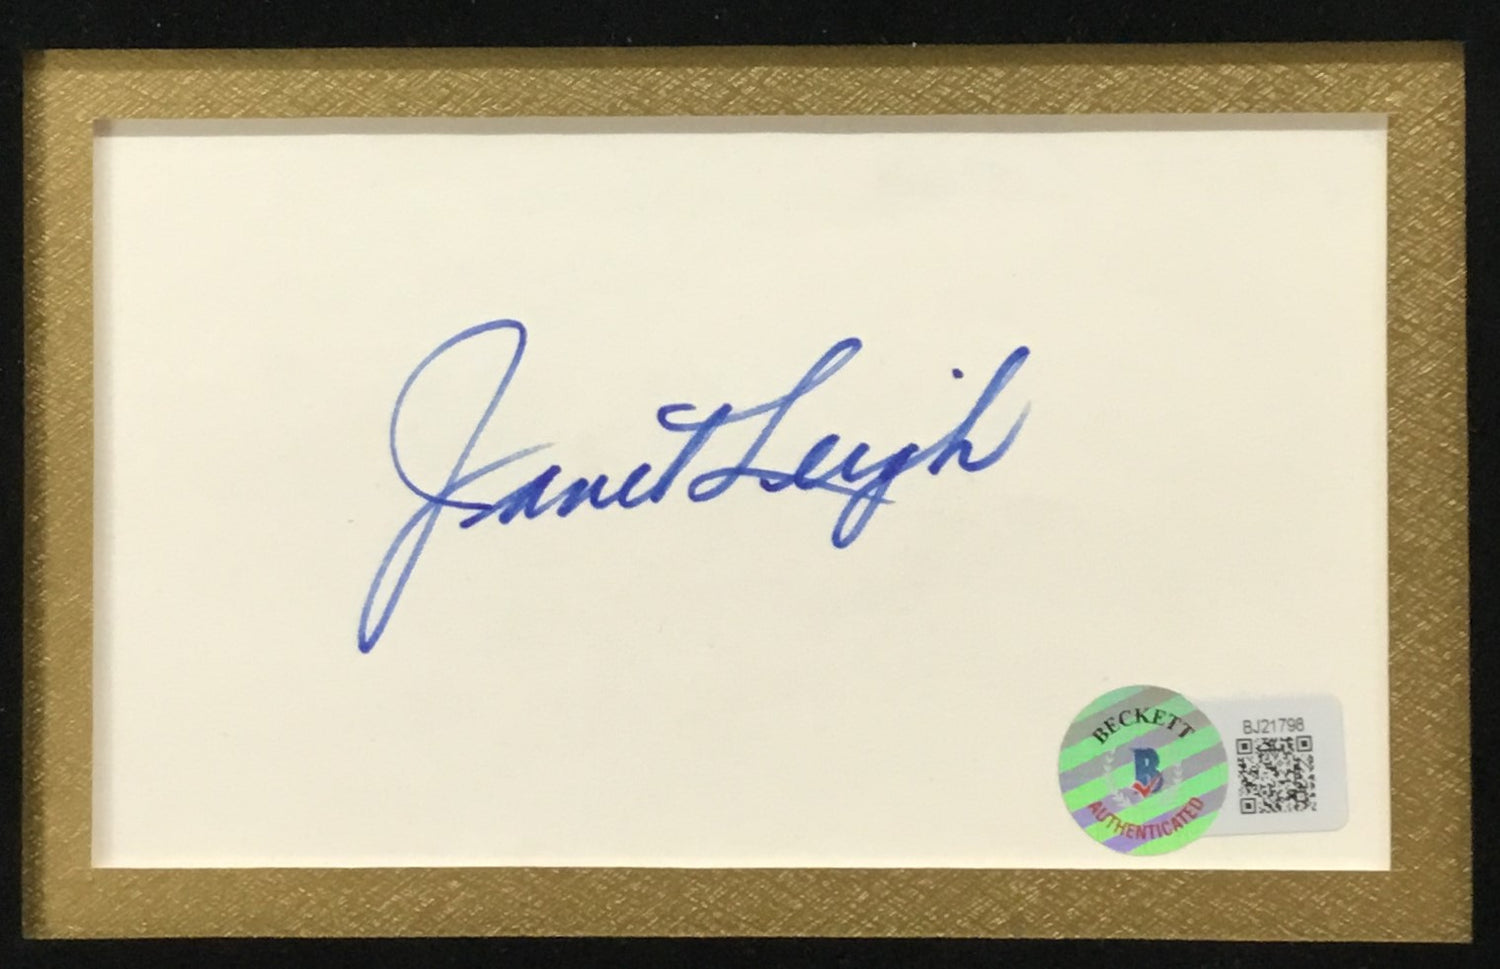 Janet Leigh
BECKETT
B
AUTHENTICATED
BJ21798